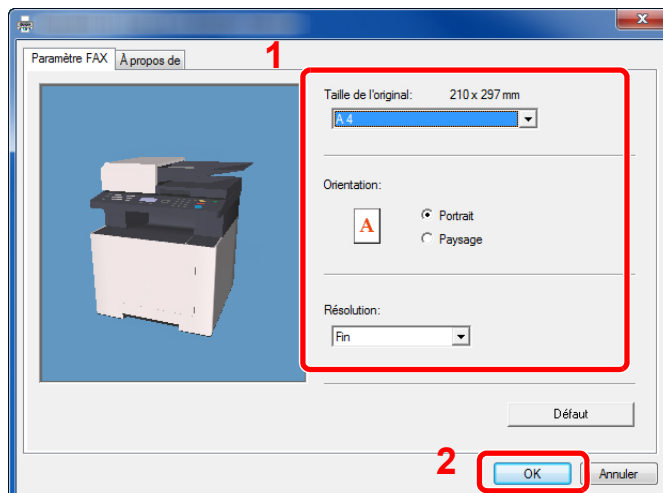 Paramètre FAX
À propos de
1
Taille de l'original: 210 x 297 mm
A4
Orientation:
A
Portrait
Paysage
Résolution:
Fin
Défaut
2
OK
Annuler